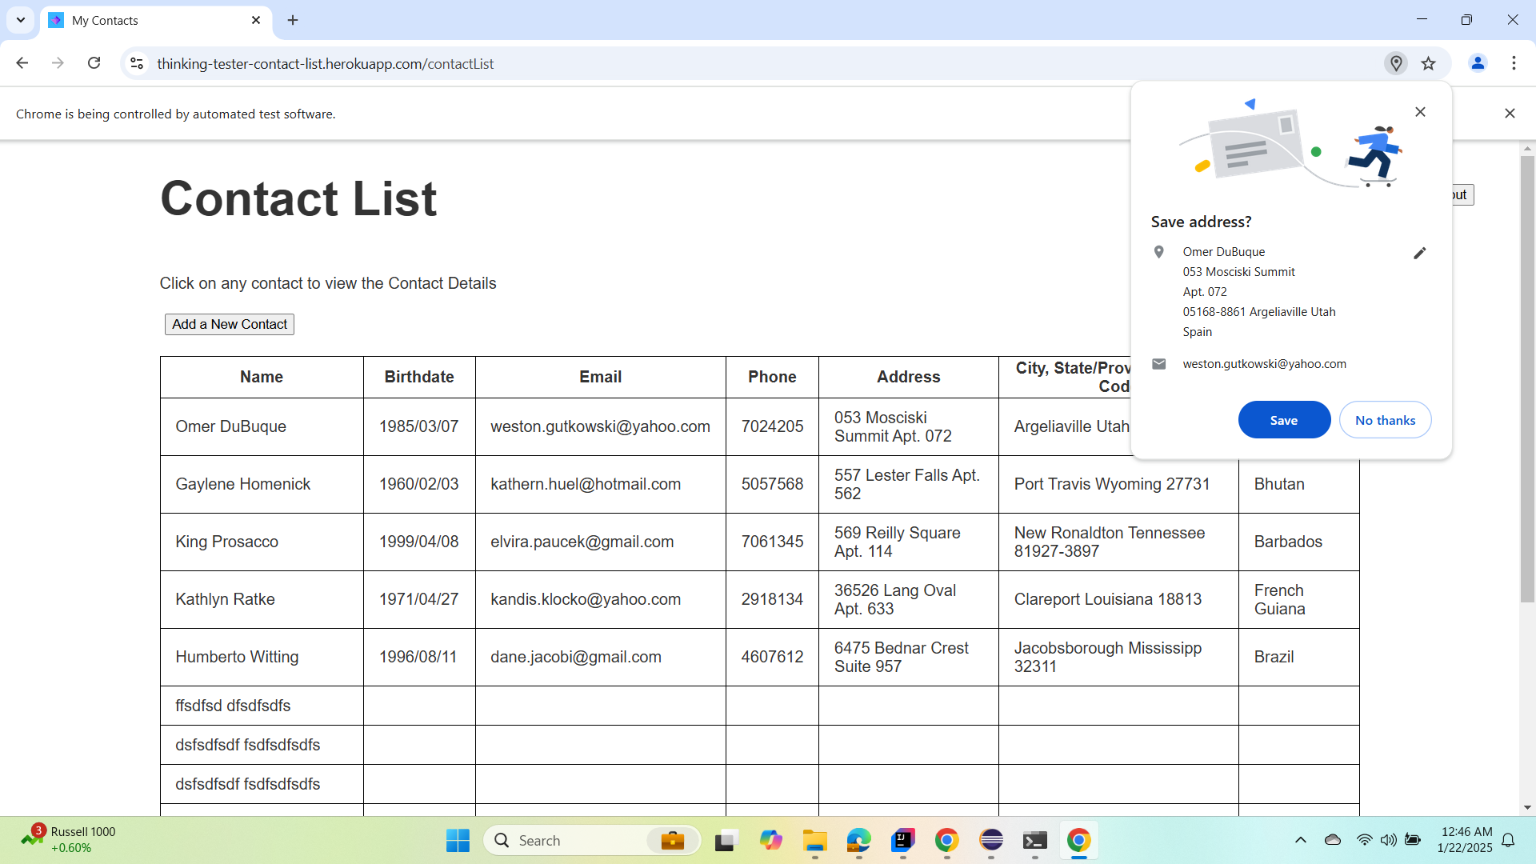 My Contacts
thinking-tester-contact-list.herokuapp.com/contactList
Chrome is being controlled by automated test software.
Contact List
out
Click on any contact to view the Contact Details
Add a New Contact
Save address?
Omer DuBuque
053 Mosciski Summit
Apt. 072
05168-8861 Argeliaville Utah
Spain
weston.gutkowski@yahoo.com
Save No thanks
Name Birthdate Email Phone Address City, State/Prov
Cod
Omer DuBuque 1985/03/07 weston.gutkowski@yahoo.com 7024205 053 Mosciski Argeliaville Utah
Summit Apt. 072
Gaylene Homenick 1960/02/03 kathern.huel@hotmail.com 5057568 557 Lester Falls Apt. Port Travis Wyoming 27731 Bhutan
562
King Prosacco 1999/04/08 elvira.paucek@gmail.com 7061345 569 Reilly Square New Ronaldton Tennessee Barbados
Apt. 114 81927-3897
Kathlyn Ratke 1971/04/27 kandis.klocko@yahoo.com 2918134 36526 Lang Oval Clareport Louisiana 18813 French
Apt. 633 Guiana
Humberto Witting 1996/08/11 dane.jacobi@gmail.com 4607612 6475 Bednar Crest Jacobsborough Mississippi Brazil
Suite 957 32311
ffsdfsd dfsdfsdfs
dsfsdfsdf fsdfsdfsdfs
dsfsdfsdf fsdfsdfsdfs
3
Russell 1000
+0.60%
Search
12:46 AM
1/22/2025